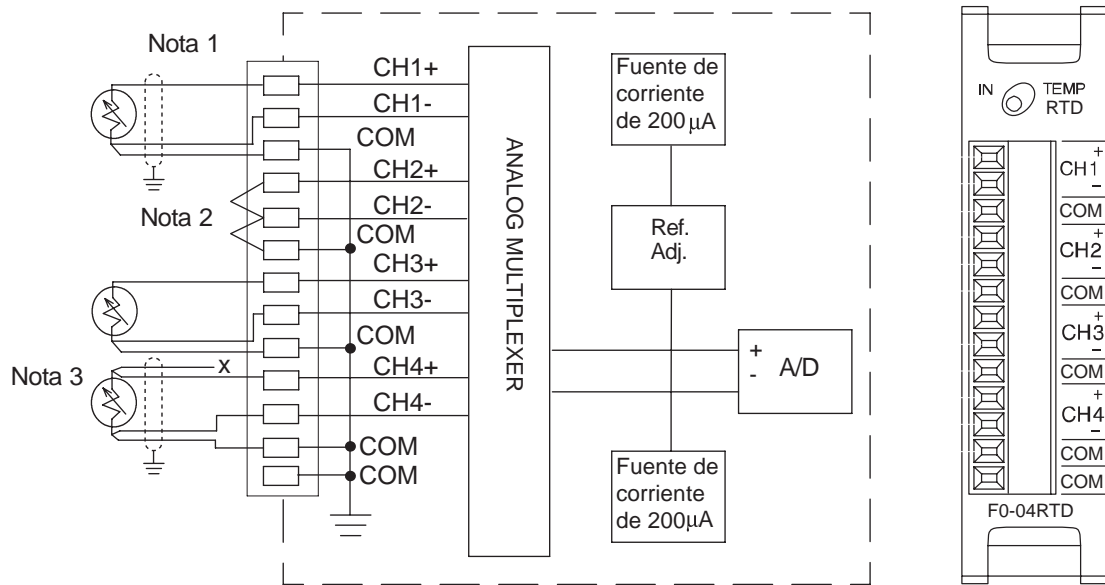 Nota 1
CH1+
CH1-
COM
CH2+
Nota 2
CH2-
COM
CH3+
CH3-
COM
Nota 3
x
CH4+
CH4-
COM
COM
ANALOG MULTIPLEXER
Fuente de
corriente
de 200µA
Ref.
Adj.
+
-
A/D
Fuente de
corriente
de 200µA
IN
TEMP
RTD
+
CH1
-
COM
+
CH2
-
COM
+
CH3
-
COM
+
CH4
-
COM
COM
F0-04RTD